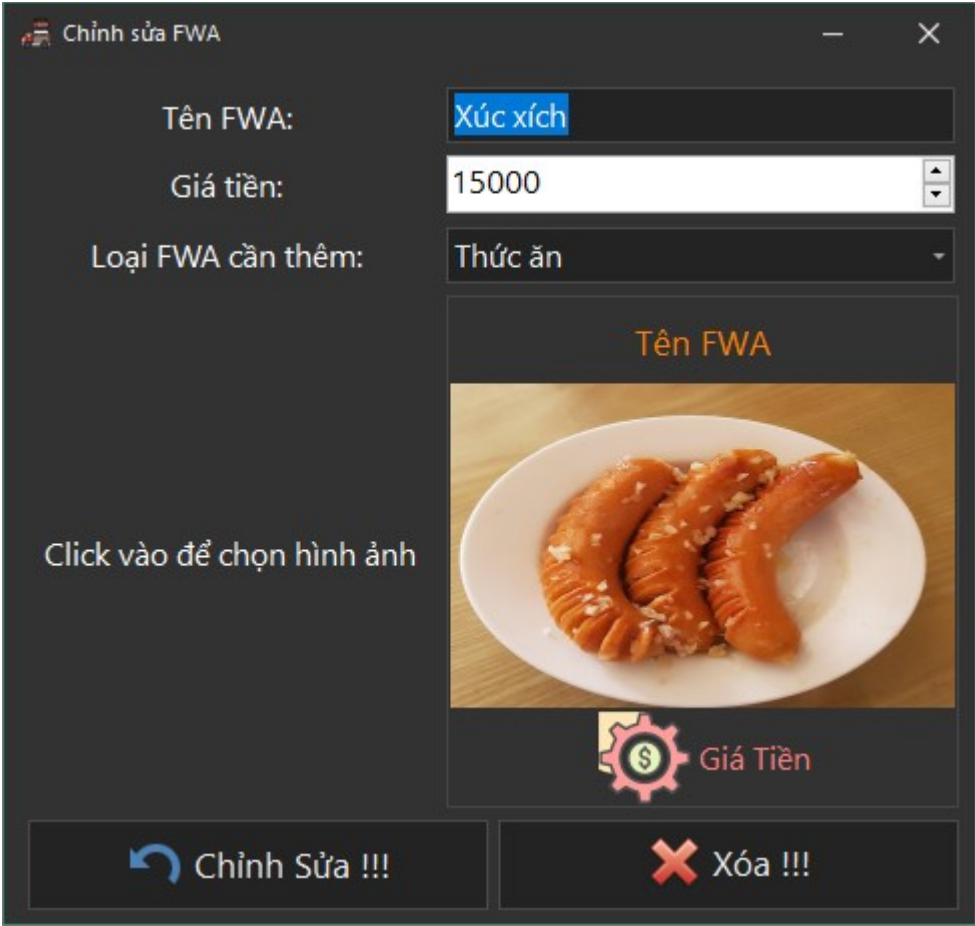 Chỉnh sửa FWA
Tên FWA:
Xúc xích
Giá tiền:
15000
Loại FWA cần thêm:
Thức ăn
Tên FWA
Click vào để chọn hình ảnh
$
Giá Tiền
Chỉnh Sửa !!!
Xóa !!!